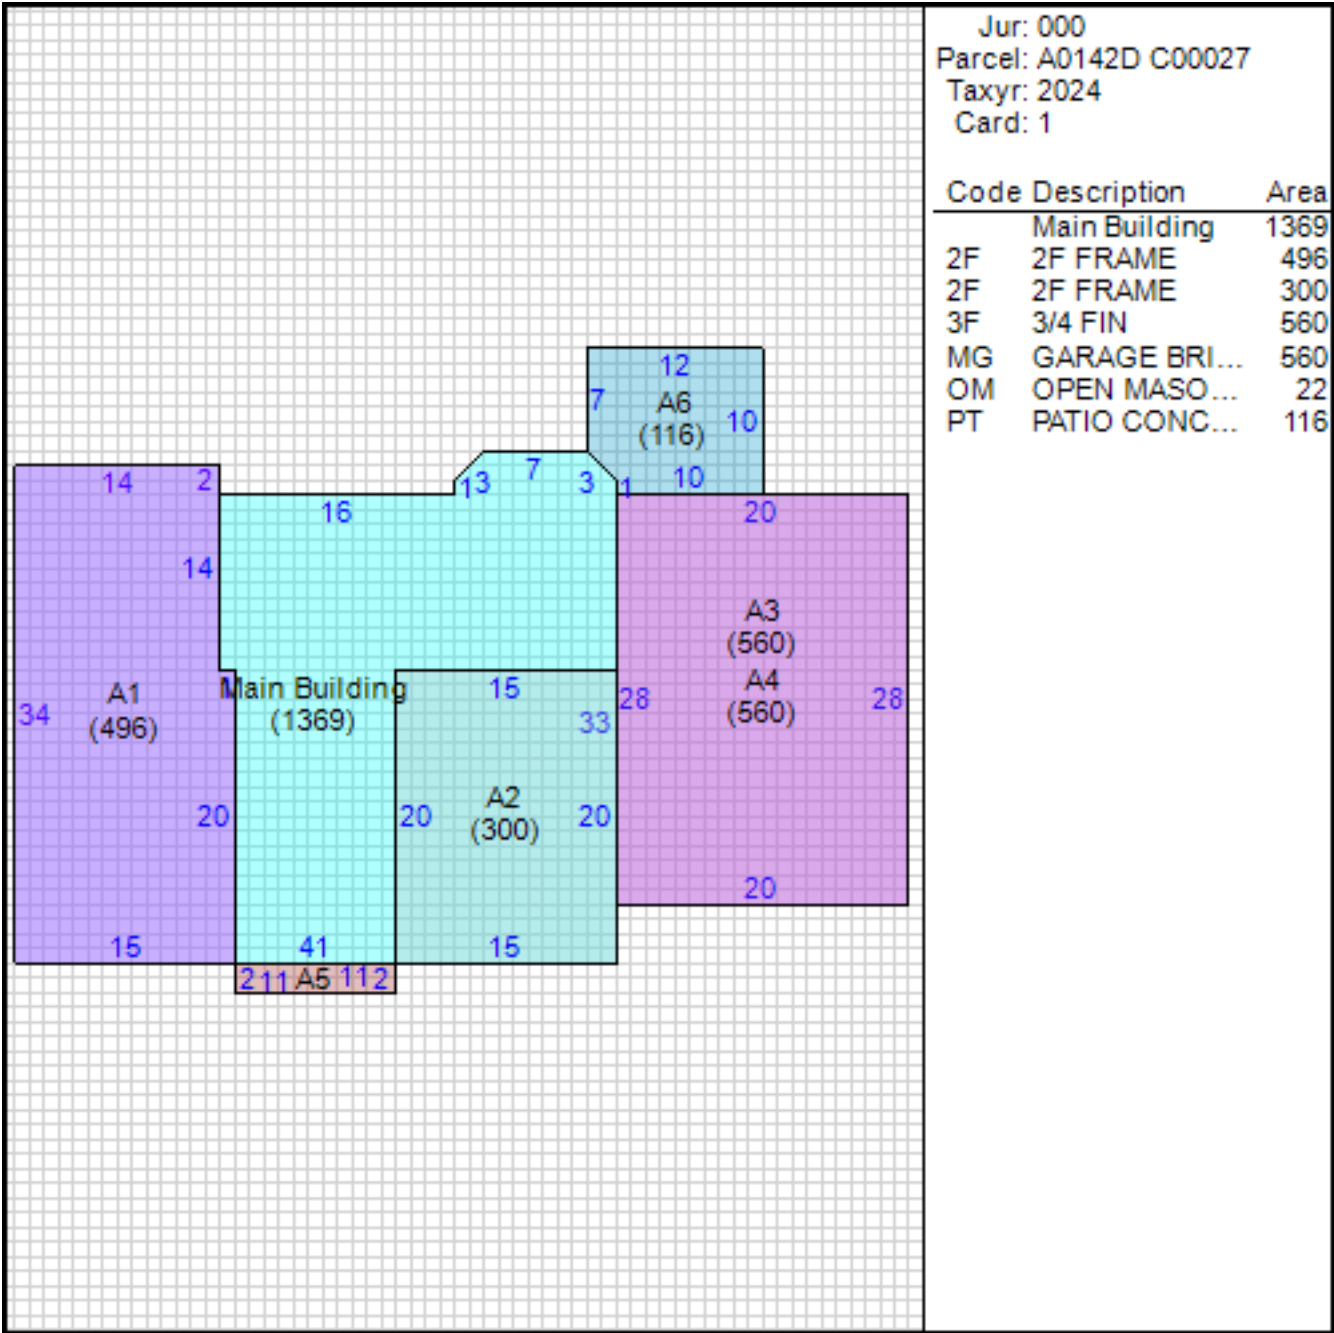 Jur: 000
Parcel: A0142D C00027
Taxyr: 2024
Card: 1
Code Description Area
Main Building 1369
2F 2F FRAME 496
2F 2F FRAME 300
3F 3/4 FIN 560
MG GARAGE BRI... 560
OM OPEN MASO... 22
PT PATIO CONC... 116
12
7 A6 10
(116)
10
1
7
13 3
14 2
16
20
14
A3
(560)
A4
(560)
28 28
Main Building
(1369)
15
A1
(496)
34
33
20 20 20
A2
(300)
20
15 41 15
2 11 A5 11 2